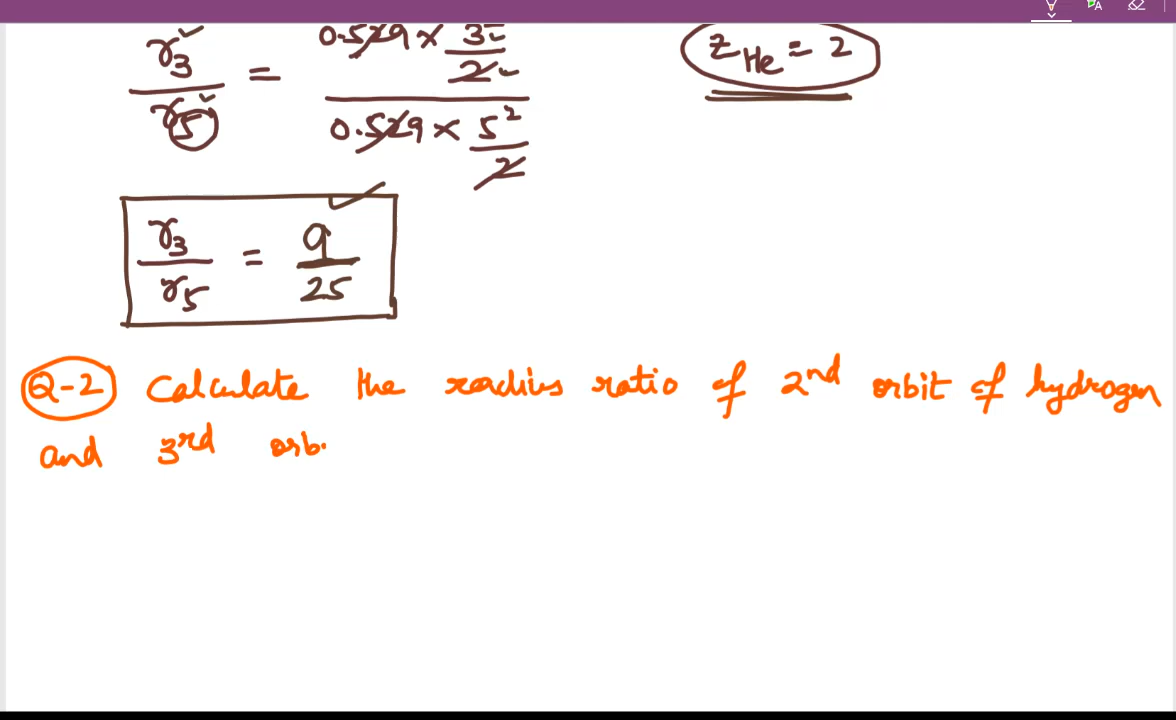 r3 / r5 = 0.529 × 3² / 2 / 0.529 × 5² / 2
Z He = 2
r3 / r5 = 9 / 25
Q-2 Calculate the radius ratio of 2nd orbit of hydrogen
and 3rd orb